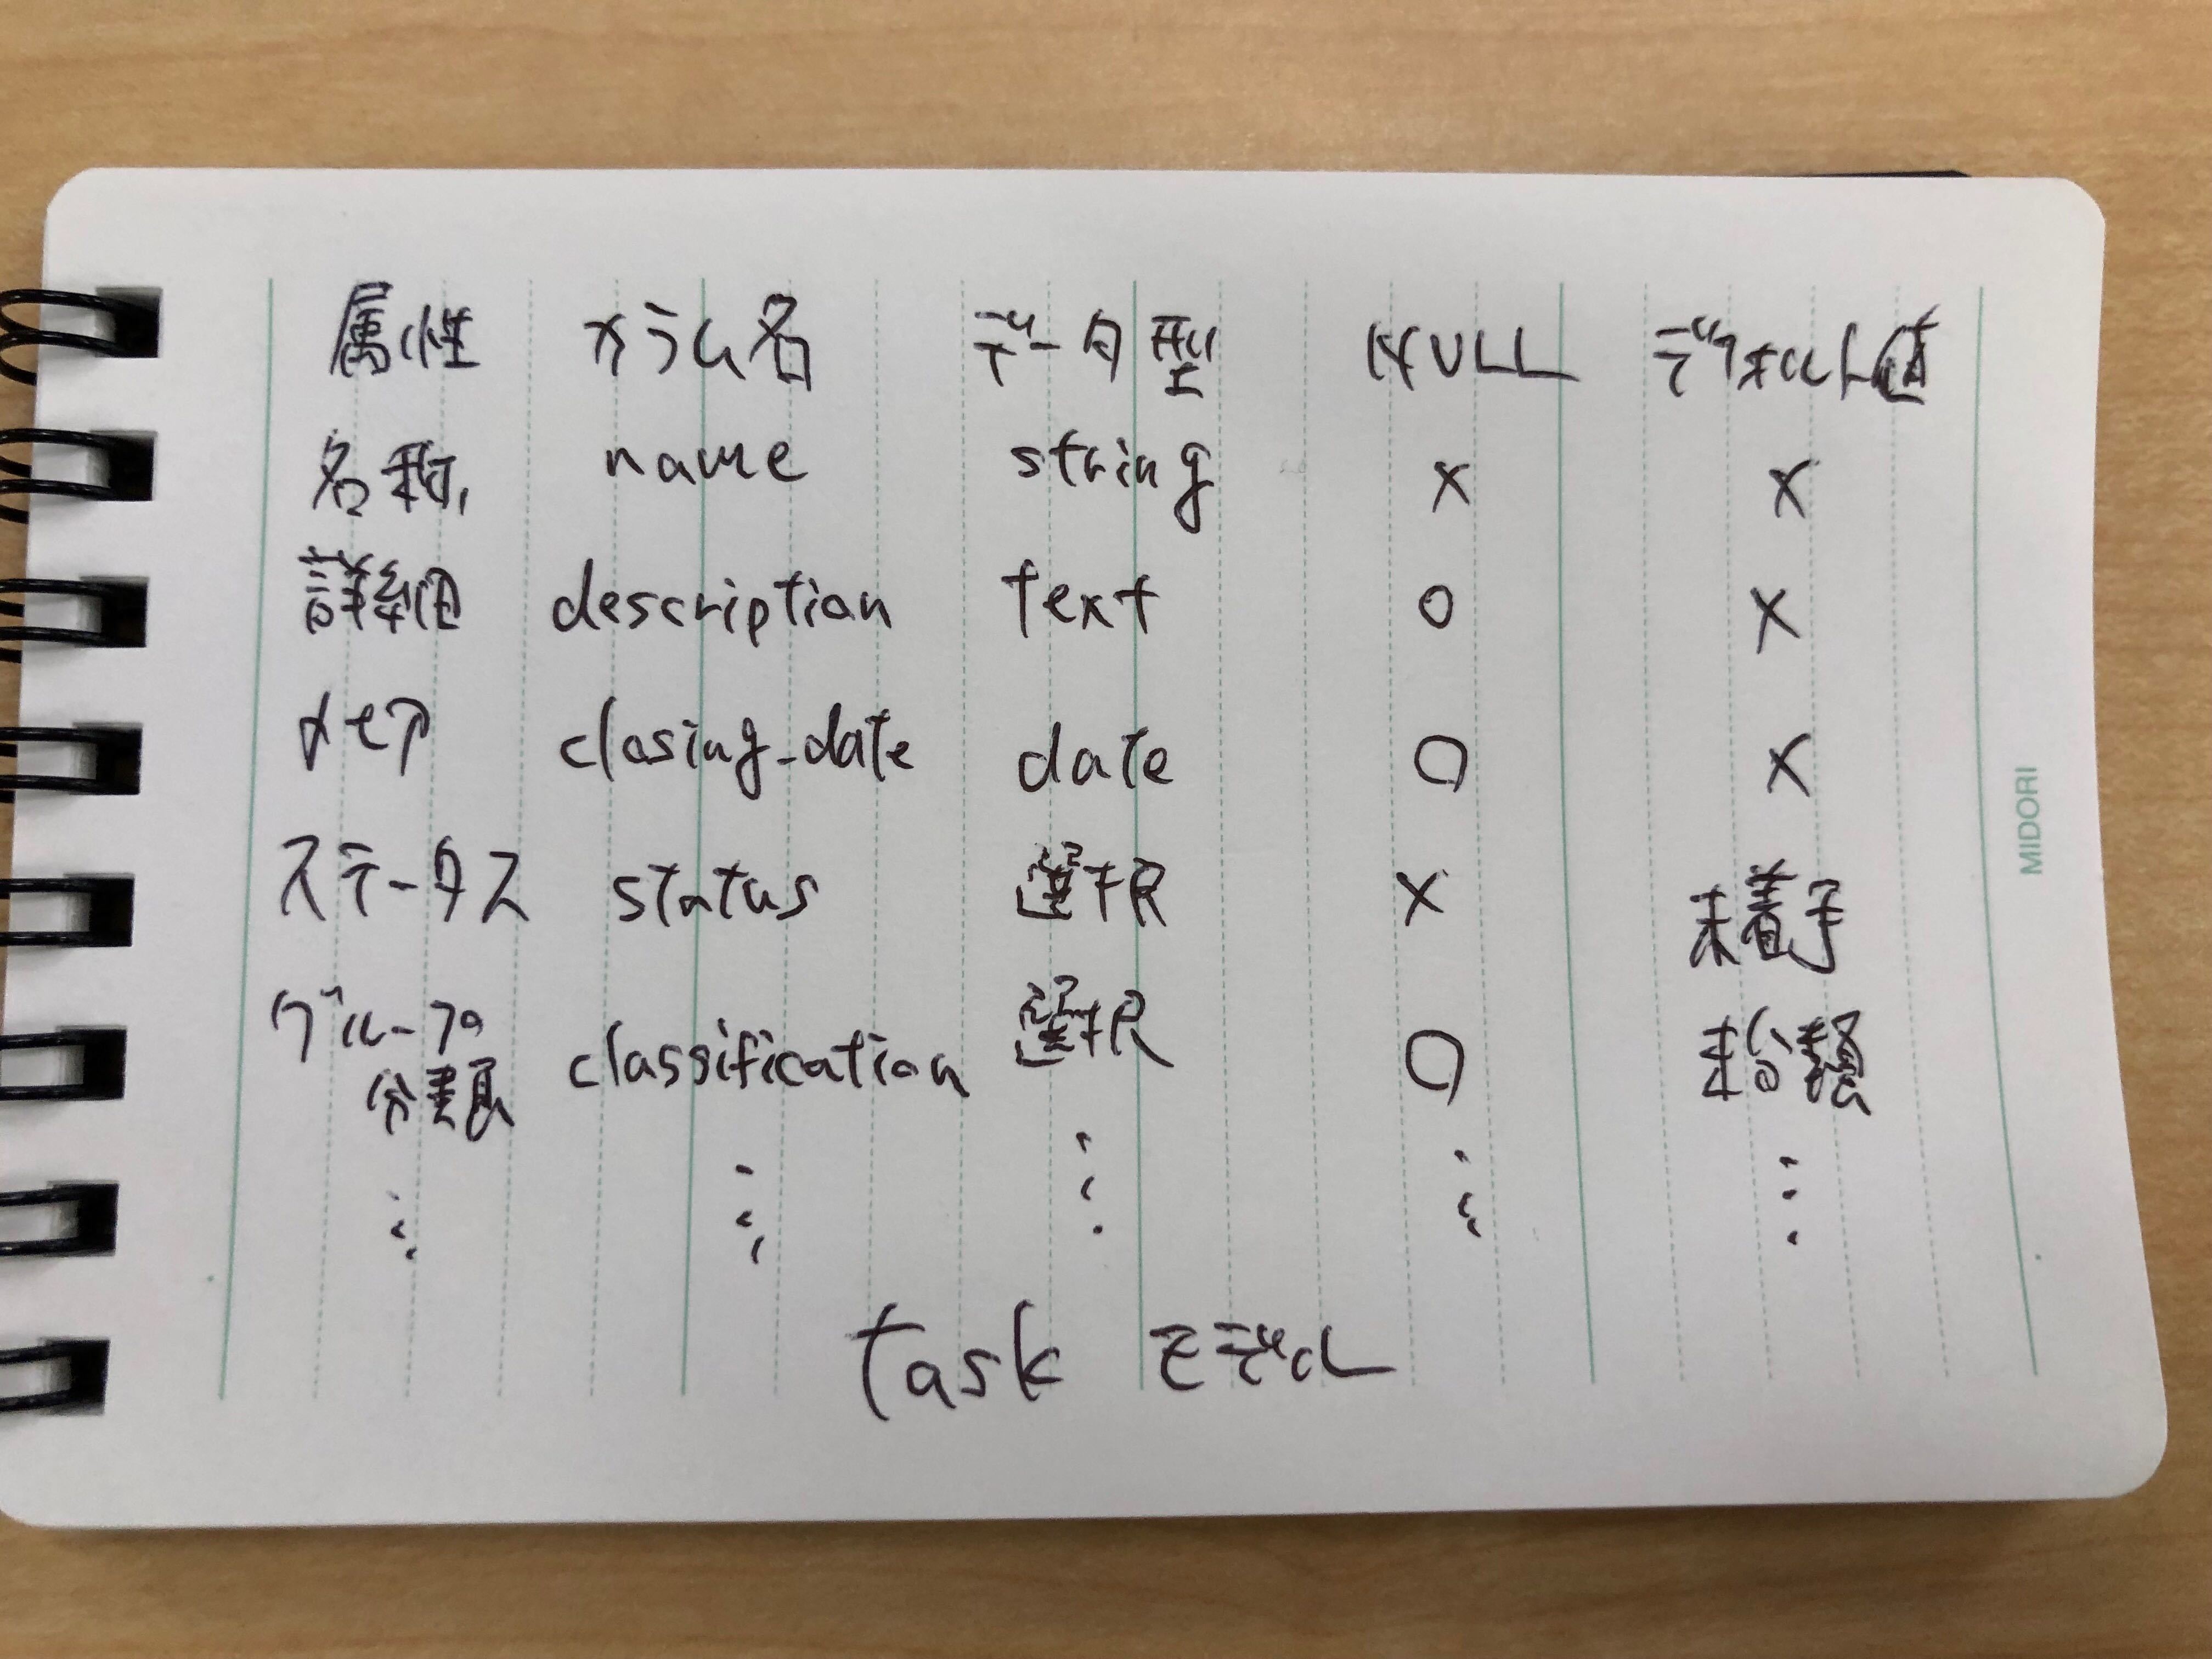 属性 カラム名 データ型 NULL デフォルト値
名称 name string × ×
詳細 description text ○ ×
〆切り closing_date date ○ ×
ステータス status 選択 × 未着手
グループ 分類 classification 選択 ○ 未分類
⋮ ⋮ ⋮ ⋮ ⋮
Task モデル
MIDORI